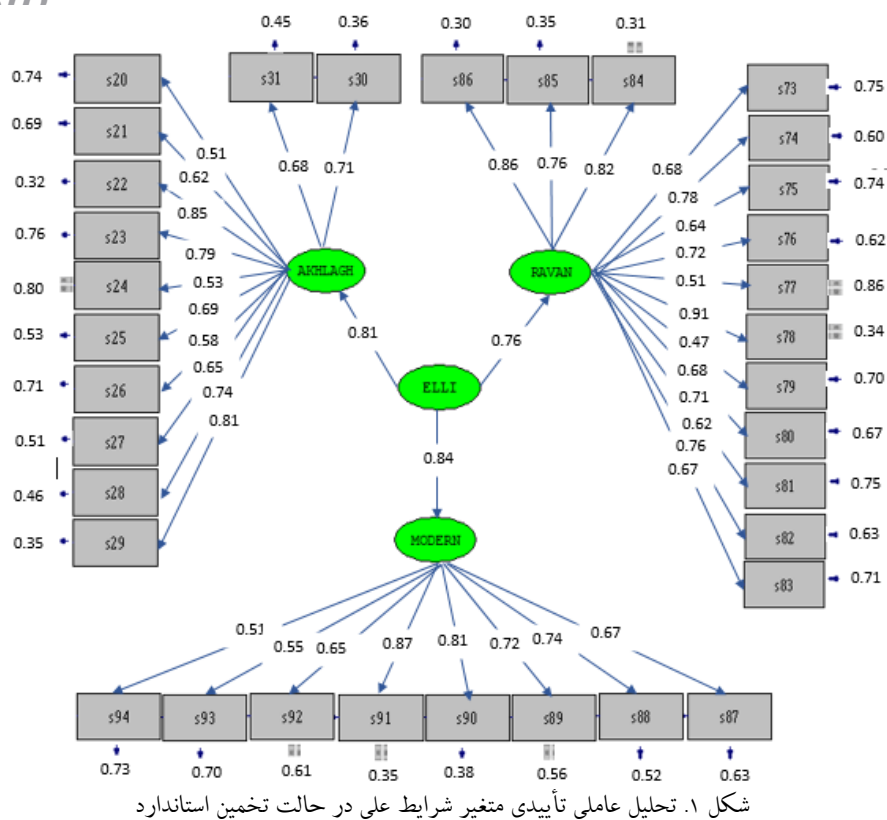 0.45 0.36 0.30 0.35 0.31
s31 s30 s86 s85 s84
0.74 s20
0.69 s21
0.32 s22
0.76 s23
0.80 s24
0.53 s25
0.71 s26
0.51 s27
0.46 s28
0.35 s29
0.51
0.62
0.85
0.79
0.53
0.69
0.58
0.65
0.74
0.81
0.68 0.71
0.86 0.76 0.82
AKHLAGH
RAVAN
0.68
0.78
0.64
0.72
0.51
0.91
0.47
0.68
0.71
0.62
0.76
0.67
s73 0.75
s74 0.60
s75 0.74
s76 0.62
s77 0.86
s78 0.34
s79 0.70
s80 0.67
s81 0.75
s82 0.63
s83 0.71
0.81 0.76
ELLI
0.84
MODERN
0.51 0.55 0.65 0.87 0.81 0.72 0.74 0.67
s94 s93 s92 s91 s90 s89 s88 s87
0.73 0.70 0.61 0.35 0.38 0.56 0.52 0.63
شکل ۱. تحلیل عاملی تأییدی متغیر شرایط علی در حالت تخمین استاندارد